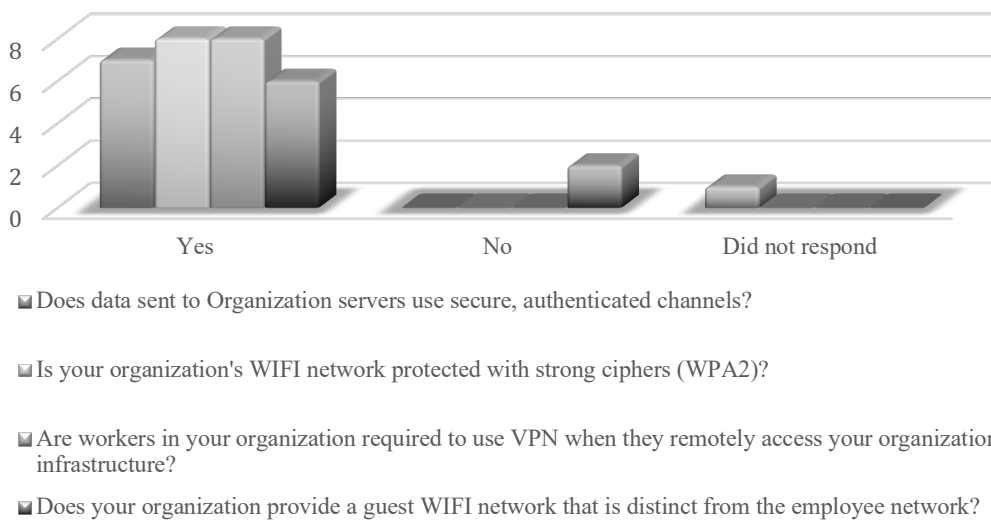 8
6
4
2
0
Yes No Did not respond
Does data sent to Organization servers use secure, authenticated channels?
Is your organization's WIFI network protected with strong ciphers (WPA2)?
Are workers in your organization required to use VPN when they remotely access your organization
infrastructure?
Does your organization provide a guest WIFI network that is distinct from the employee network?